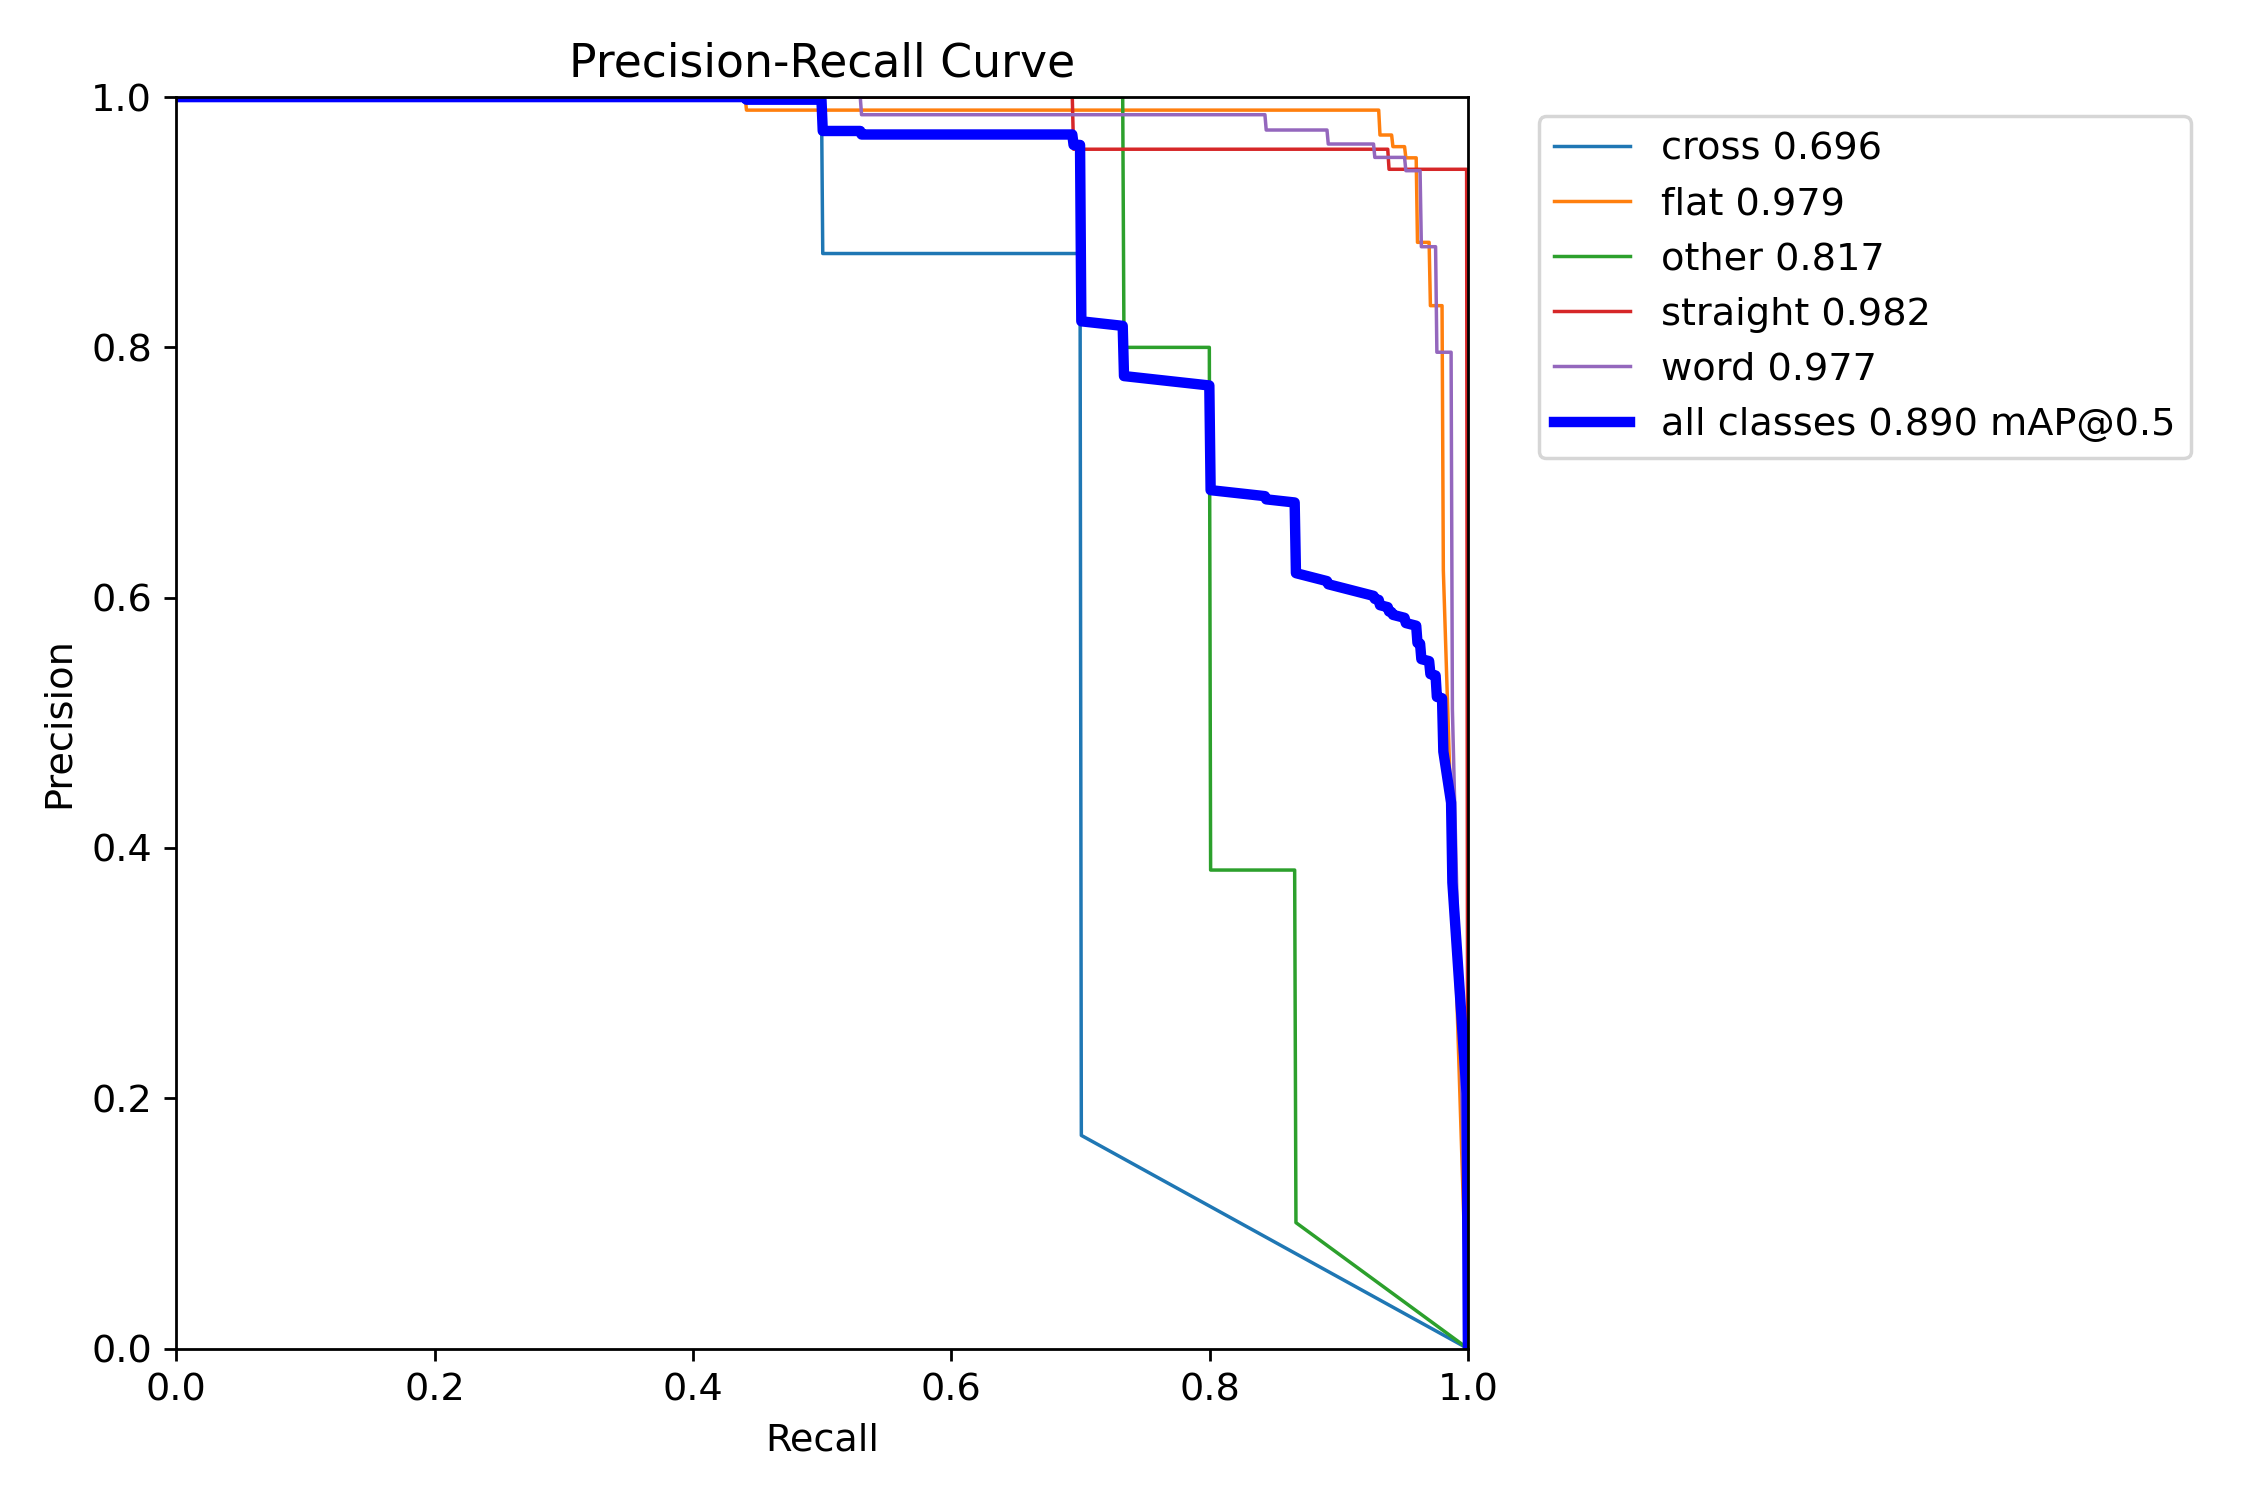 Precision-Recall Curve
1.0
0.8
0.6
0.4
0.2
0.0
Precision
0.0 0.2 0.4 0.6 0.8 1.0
Recall
cross 0.696
flat 0.979
other 0.817
straight 0.982
word 0.977
all classes 0.890 mAP@0.5